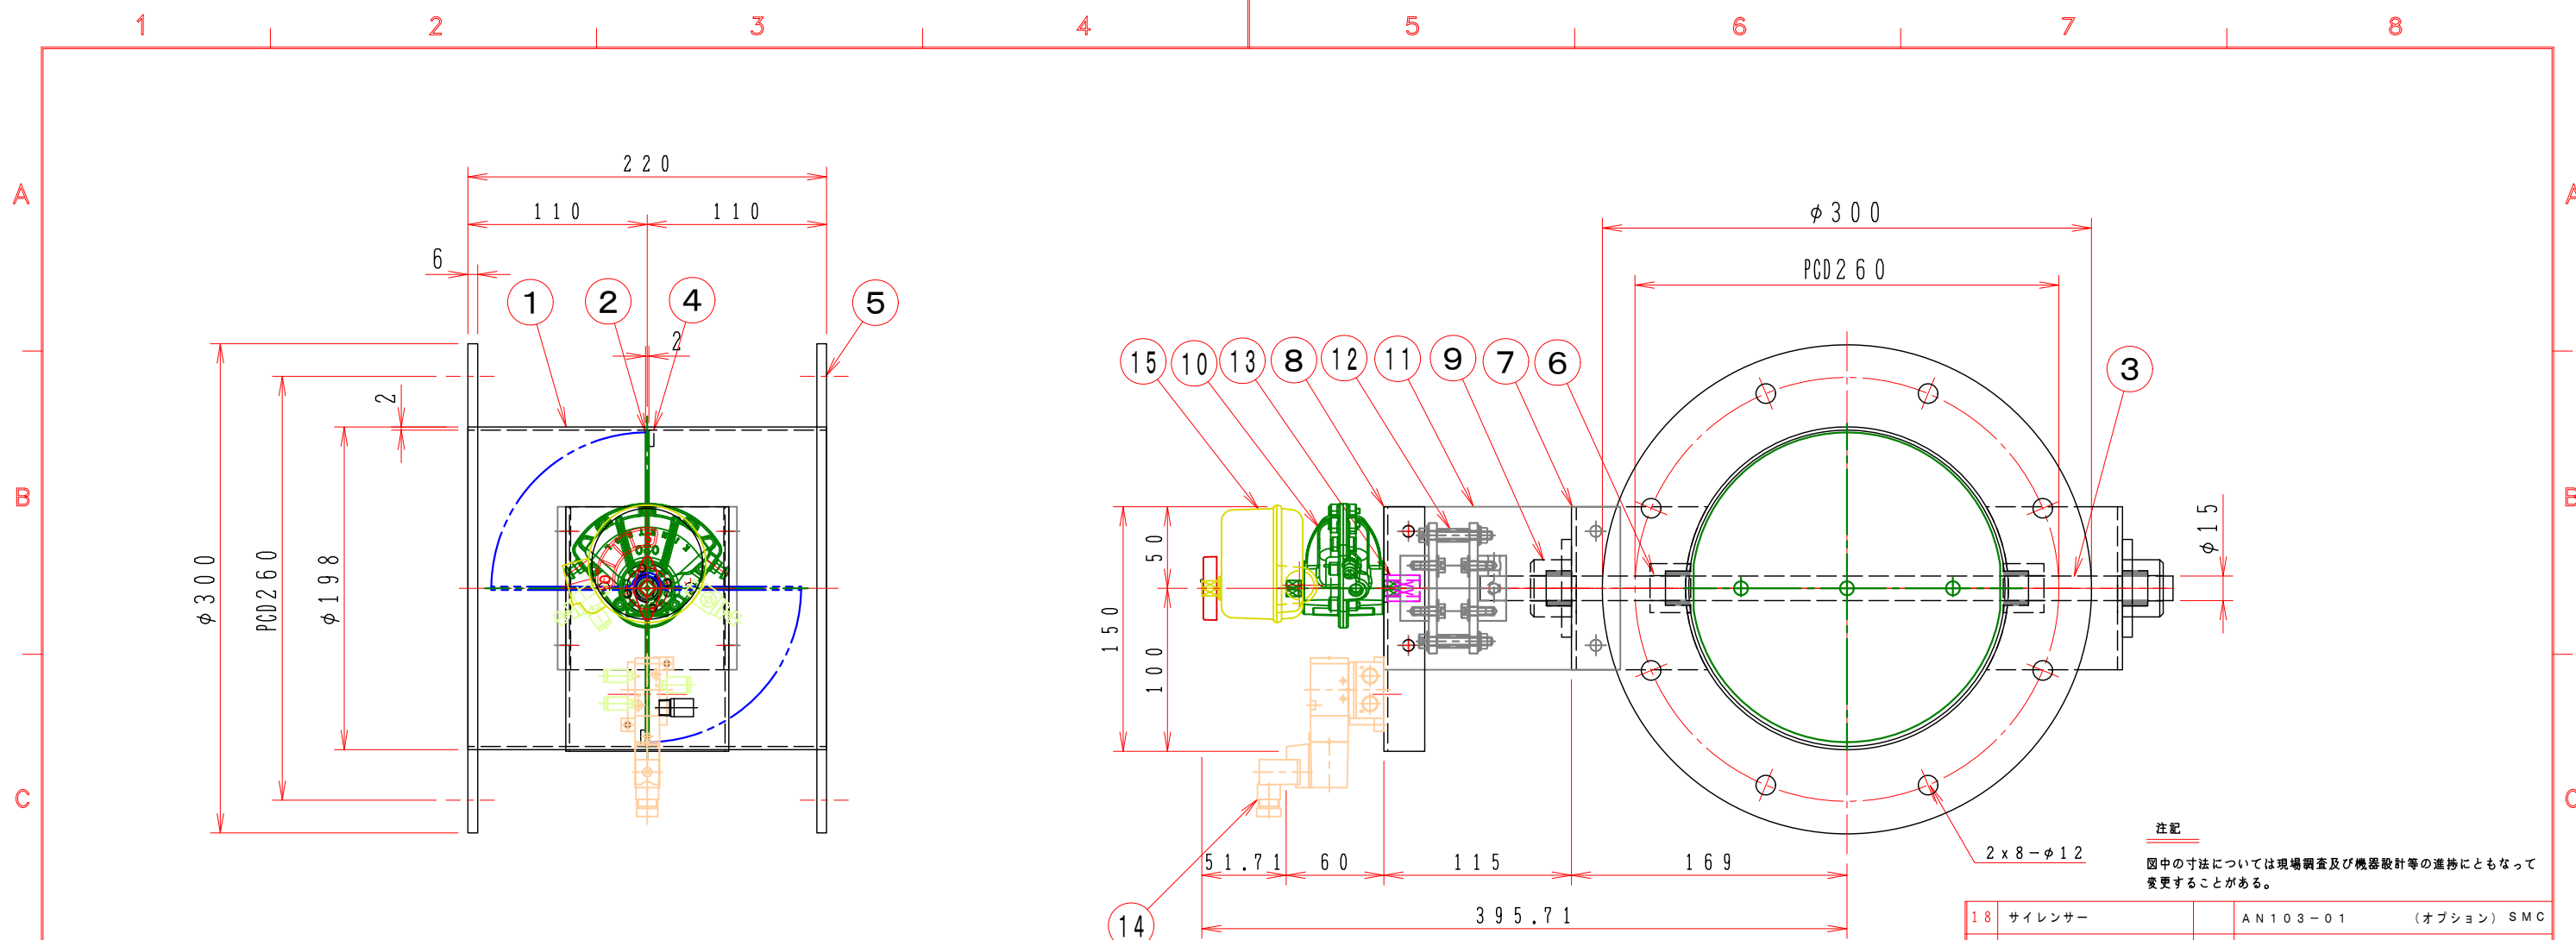 1 2 3 4 5 6 7 8
A A
220
110 110
6
φ300
PCD260
1 2 4 5
2
15 10 13 8 12 11 9 7 6 3
2
B B
φ300
PCD260
φ198
50
150
100
φ15
C C
注記
51.71 60 115 169
2x8-φ12
図中の寸法については現場調査及び機器設計等の進捗にともなって
変更することがある。
395.71
14
18 サイレンサー AN103-01 (オプション) SMC